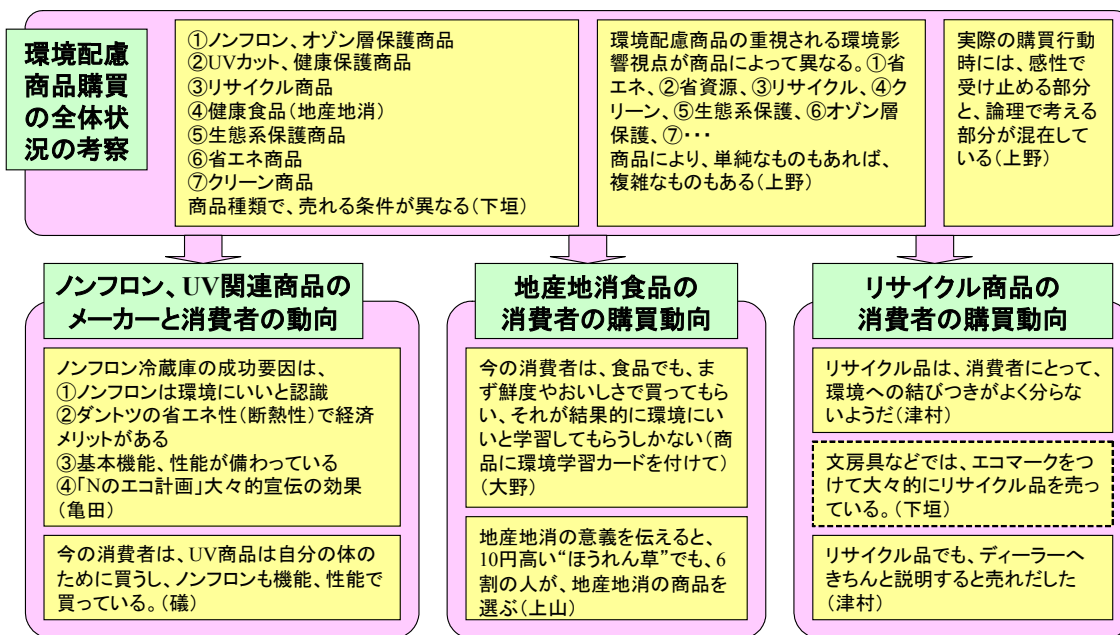 環境配慮
商品購買
の全体状
況の考察
①ノンフロン、オゾン層保護商品
②UVカット、健康保護商品
③リサイクル商品
④健康食品(地産地消)
⑤生態系保護商品
⑥省エネ商品
⑦クリーン商品
商品種類で、売れる条件が異なる(下垣)
環境配慮商品の重視される環境影
響視点が商品によって異なる。①省
エネ、②省資源、③リサイクル、④ク
リーン、⑤生態系保護、⑥オゾン層
保護、⑦・・・
商品により、単純なものもあれば、
複雑なものもある(上野)
実際の購買行動
時には、感性で
受け止める部分
と、論理で考える
部分が混在して
いる(上野)
ノンフロン、UV関連商品の
メーカーと消費者の動向
ノンフロン冷蔵庫の成功要因は、
①ノンフロンは環境にいいと認識
②ダントツの省エネ性(断熱性)で経済
メリットがある
③基本機能、性能が備わっている
④「Nのエコ計画」大々的宣伝の効果
(亀田)
今の消費者は、UV商品は自分の体の
ために買うし、ノンフロンも機能、性能で
買っている。(礒)
地産地消食品の
消費者の購買動向
今の消費者は、食品でも、ま
ず鮮度やおいしさで買ってもら
い、それが結果的に環境にい
いと学習してもらうしかない(商
品に環境学習カードを付けて)
(大野)
地産地消の意義を伝えると、
10円高い“ほうれん草”でも、6
割の人が、地産地消の商品を
選ぶ(上山)
リサイクル商品の
消費者の購買動向
リサイクル品は、消費者にとって、
環境への結びつきがよく分らな
いようだ(津村)
文房具などでは、エコマークをつ
けて大々的にリサイクル品を売っ
ている。(下垣)
リサイクル品でも、ディーラーへ
きちんと説明すると売れだした
(津村)